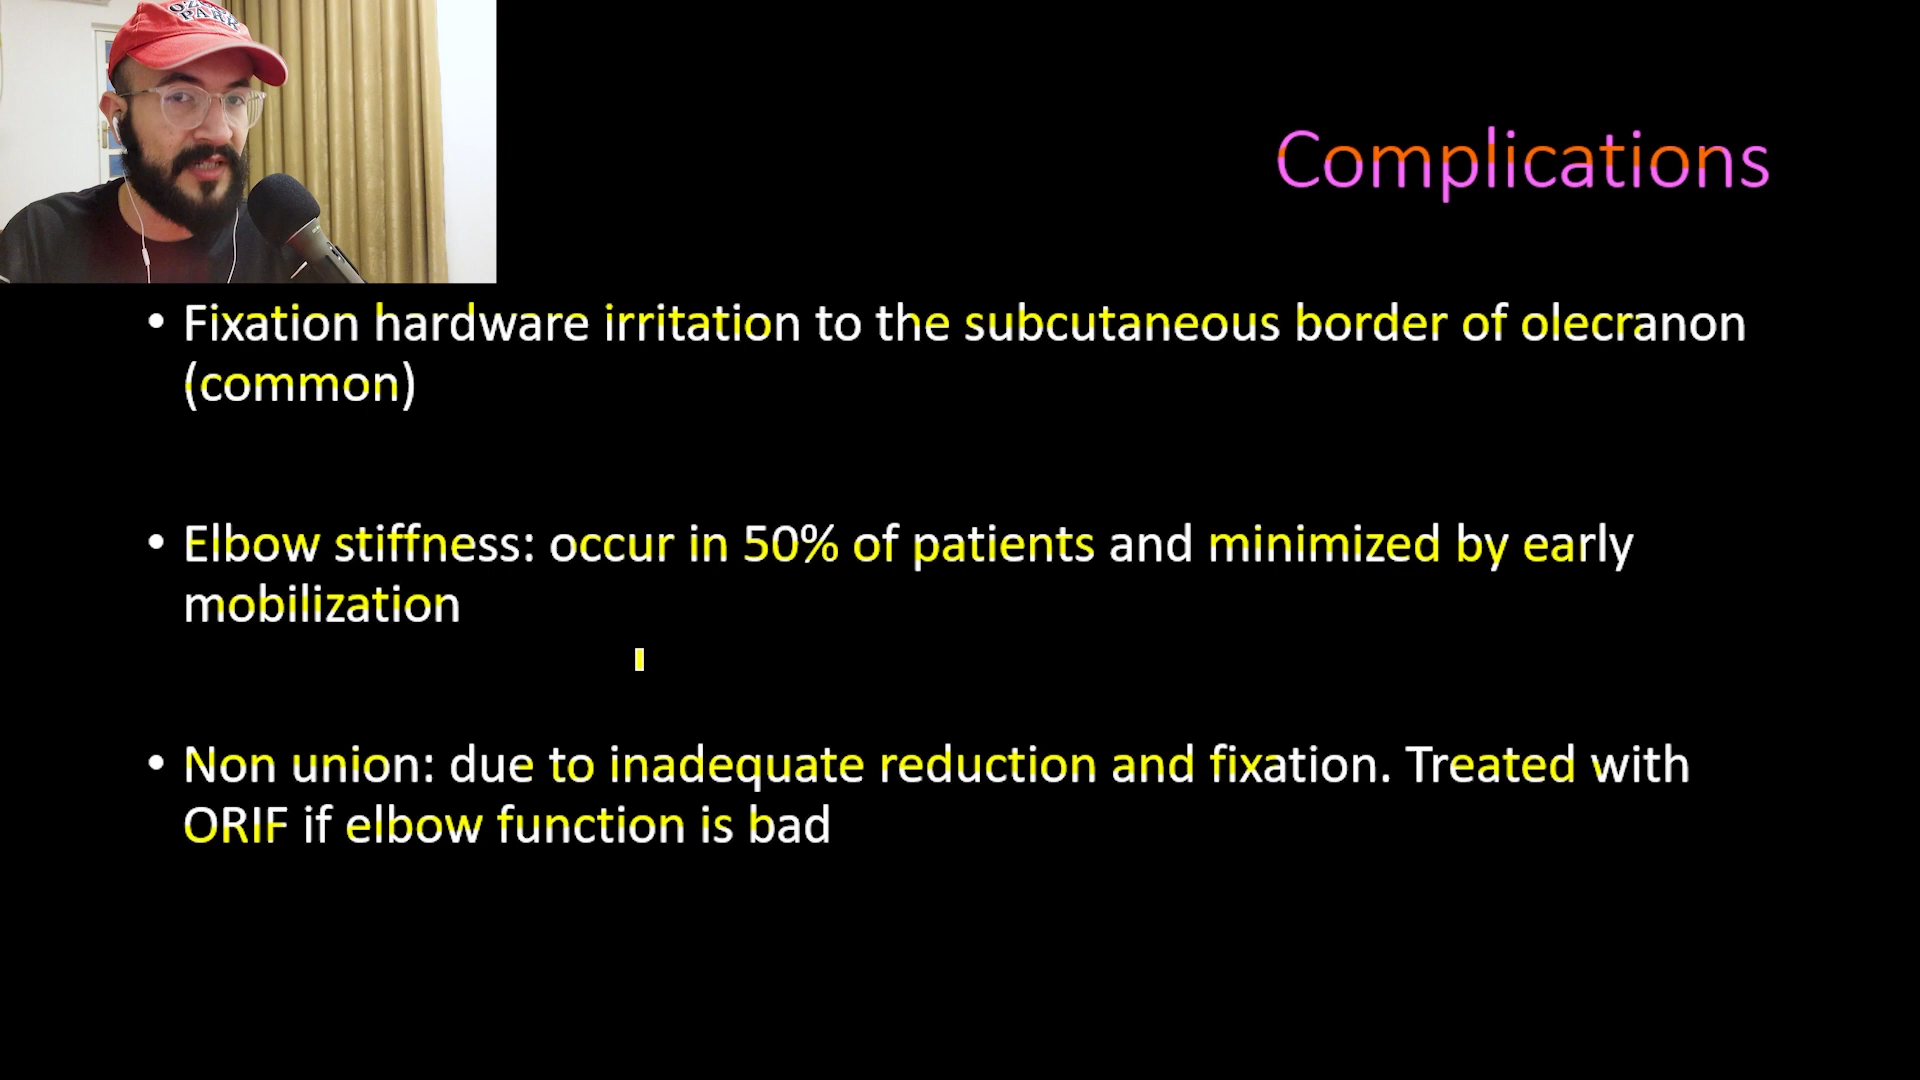 PARK
Complications
• Fixation hardware irritation to the subcutaneous border of olecranon
(common)
• Elbow stiffness: occur in 50% of patients and minimized by early
mobilization
• Non union: due to inadequate reduction and fixation. Treated with
ORIF if elbow function is bad